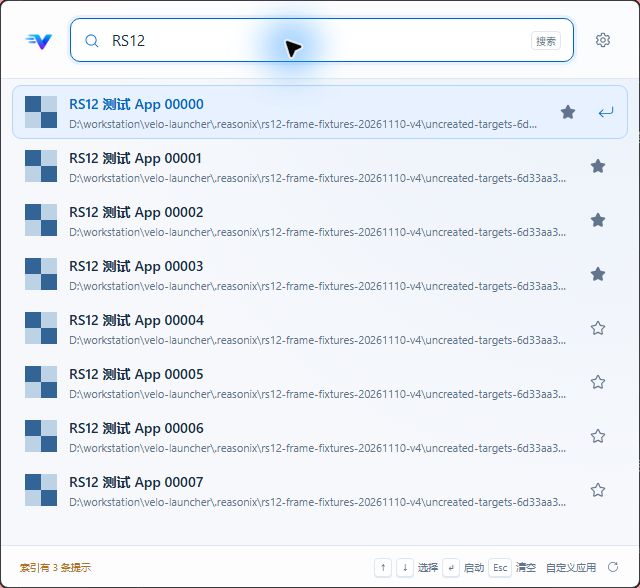 RS12
搜索
RS12 测试 App 00000
D:\workstation\velo-launcher\.reasonix\rs12-frame-fixtures-20261110-v4\uncreated-targets-6d...
RS12 测试 App 00001
D:\workstation\velo-launcher\.reasonix\rs12-frame-fixtures-20261110-v4\uncreated-targets-6d33aa3...
RS12 测试 App 00002
D:\workstation\velo-launcher\.reasonix\rs12-frame-fixtures-20261110-v4\uncreated-targets-6d33aa3...
RS12 测试 App 00003
D:\workstation\velo-launcher\.reasonix\rs12-frame-fixtures-20261110-v4\uncreated-targets-6d33aa3...
RS12 测试 App 00004
D:\workstation\velo-launcher\.reasonix\rs12-frame-fixtures-20261110-v4\uncreated-targets-6d33aa3...
RS12 测试 App 00005
D:\workstation\velo-launcher\.reasonix\rs12-frame-fixtures-20261110-v4\uncreated-targets-6d33aa3...
RS12 测试 App 00006
D:\workstation\velo-launcher\.reasonix\rs12-frame-fixtures-20261110-v4\uncreated-targets-6d33aa3...
RS12 测试 App 00007
D:\workstation\velo-launcher\.reasonix\rs12-frame-fixtures-20261110-v4\uncreated-targets-6d33aa3...
索引有 3 条提示
↑ ↓ 选择 ↵ 启动 Esc 清空 自定义应用